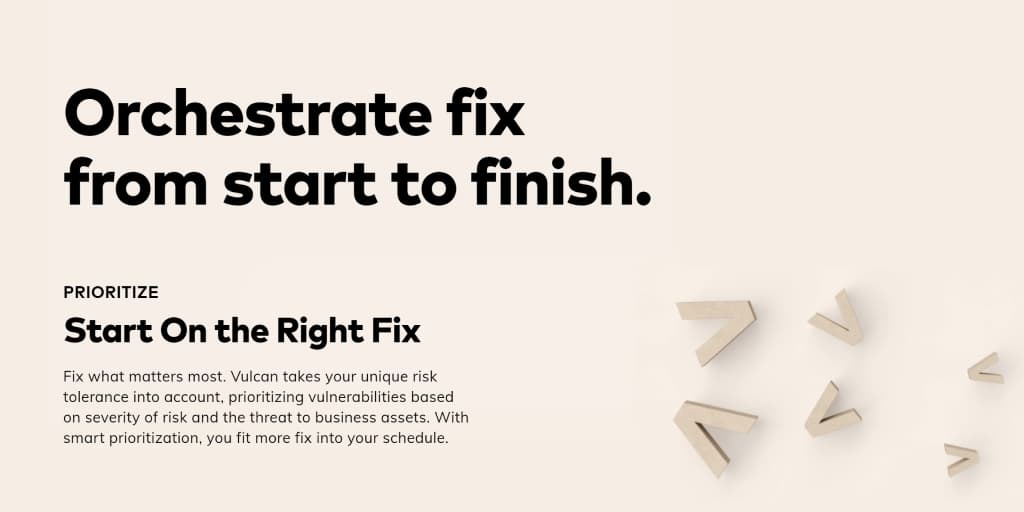 Orchestrate fix
from start to finish.
PRIORITIZE
Start On the Right Fix
Fix what matters most. Vulcan takes your unique risk
tolerance into account, prioritizing vulnerabilities based
on severity of risk and the threat to business assets. With
smart prioritization, you fit more fix into your schedule.